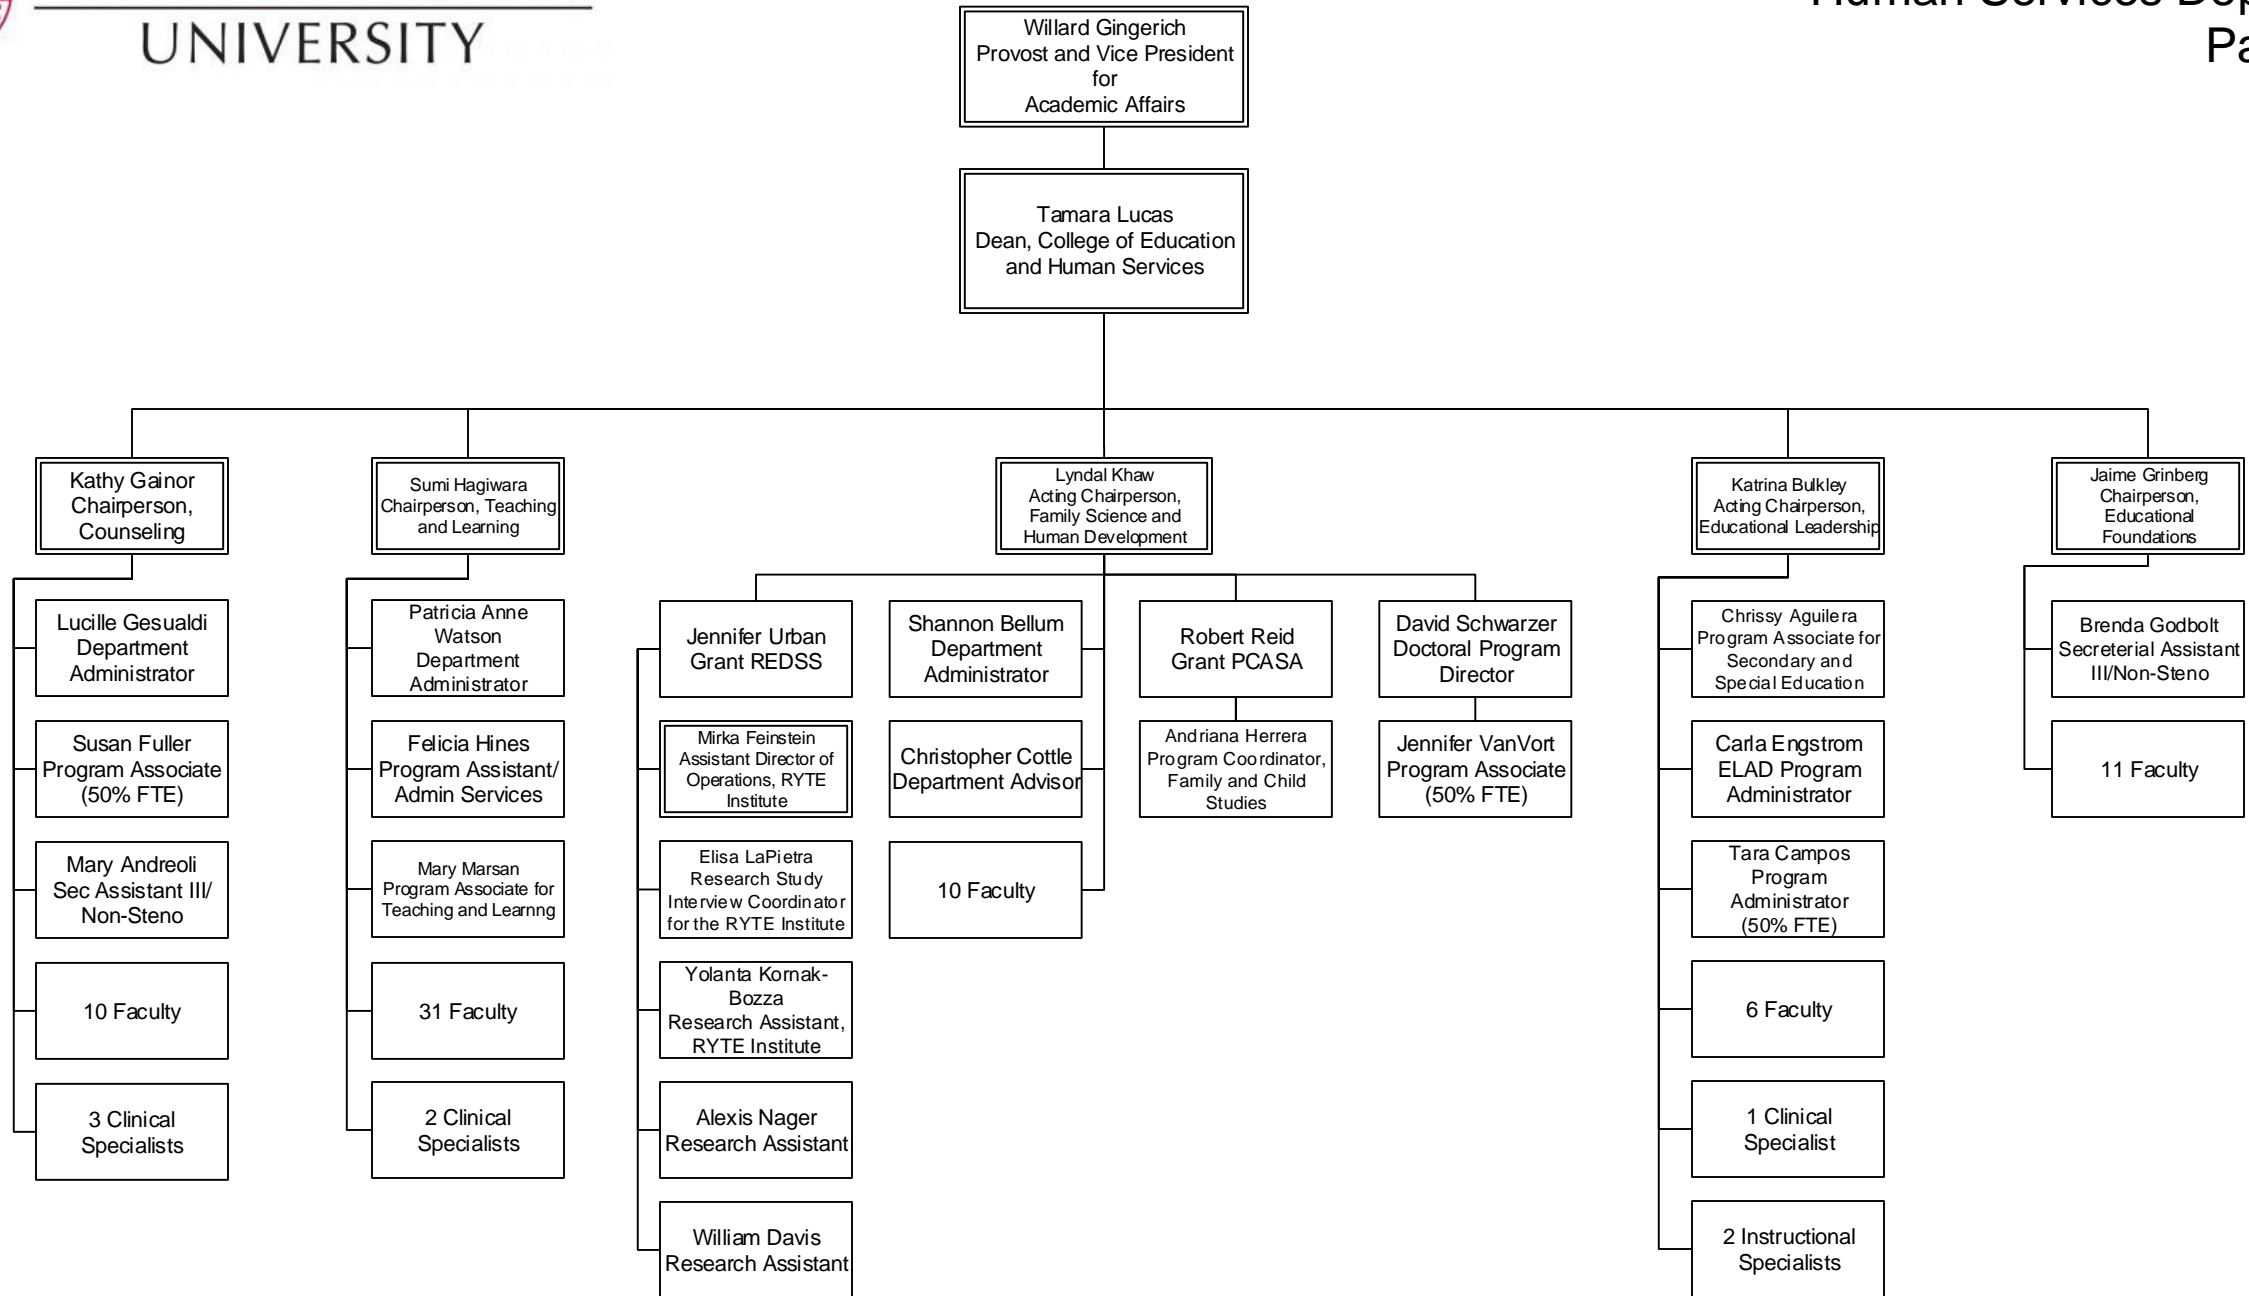 UNIVERSITY
Human Services
Willard Gingerich
Provost and Vice President
for
Academic Affairs
Tamara Lucas
Dean, College of Education
and Human Services
Kathy Gainor
Chairperson,
Counseling
Sumi Hagiwara
Chairperson, Teaching
and Learning
Lyndal Khaw
Acting Chairperson,
Family Science and
Human Development
Katrina Bulkley
Acting Chairperson,
Educational Leadership
Jaime Grinberg
Chairperson,
Educational
Foundations
Lucille Gesualdi
Department
Administrator
Susan Fuller
Program Associate
(50% FTE)
Mary Andreoli
Sec Assistant III/
Non-Steno
10 Faculty
3 Clinical
Specialists
Patricia Anne
Watson
Department
Administrator
Felicia Hines
Program Assistant/
Admin Services
Mary Marsan
Program Associate for
Teaching and Learnng
31 Faculty
2 Clinical
Specialists
Jennifer Urban
Grant REDSS
Mirka Feinstein
Assistant Director of
Operations, RYTE
Institute
Elisa LaPietra
Research Study
Interview Coordinator
for the RYTE Institute
Yolanta Kornak-
Bozza
Research Assistant,
RYTE Institute
Alexis Nager
Research Assistant
William Davis
Research Assistant
Shannon Bellum
Department
Administrator
Christopher Cottle
Department Advisor
10 Faculty
Robert Reid
Grant PCASA
Andriana Herrera
Program Coordinator,
Family and Child
Studies
David Schwarzer
Doctoral Program
Director
Jennifer VanVort
Program Associate
(50% FTE)
Chrissy Aguilera
Program Associate for
Secondary and
Special Education
Carla Engstrom
ELAD Program
Administrator
Tara Campos
Program
Administrator
(50% FTE)
6 Faculty
1 Clinical
Specialist
2 Instructional
Specialists
Brenda Godbolt
Secreterial Assistant
III/Non-Steno
11 Faculty